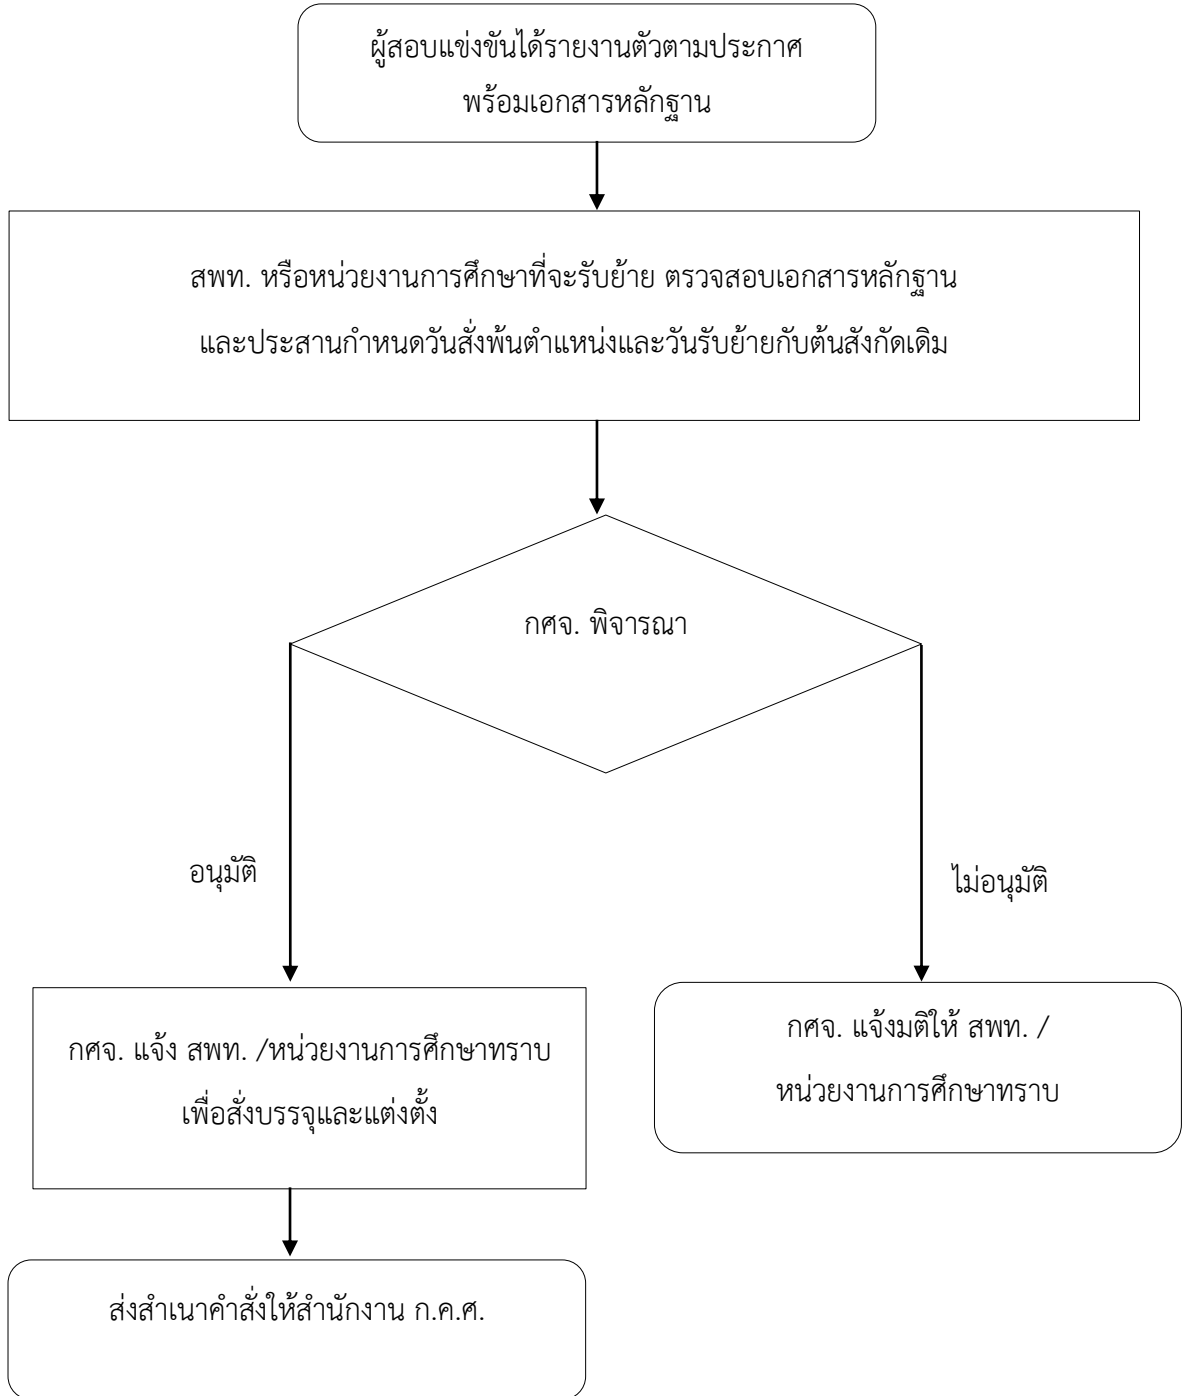 ผู้สอบแข่งขันได้รายงานตัวตามประกาศ
พร้อมเอกสารหลักฐาน
สพท. หรือหน่วยงานการศึกษาที่จะรับย้าย ตรวจสอบเอกสารหลักฐาน
และประสานกำหนดวันสั่งพ้นตำแหน่งและวันรับย้ายกับต้นสังกัดเดิม
กศจ. พิจารณา
อนุมัติ
ไม่อนุมัติ
กศจ. แจ้ง สพท. /หน่วยงานการศึกษาทราบ
เพื่อสั่งบรรจุและแต่งตั้ง
กศจ. แจ้งมติให้ สพท. /
หน่วยงานการศึกษาทราบ
ส่งสำเนาคำสั่งให้สำนักงาน ก.ค.ศ.